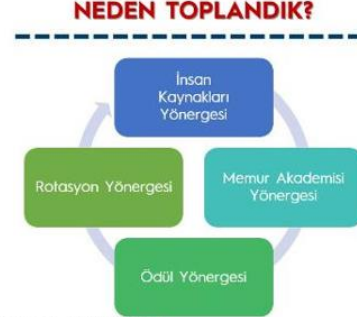 NEDEN TOPLANDIK?
İnsan
Kaynakları
Yönergesi
Memur Akademisi
Yönergesi
Ödül Yönergesi
Rotasyon Yönergesi